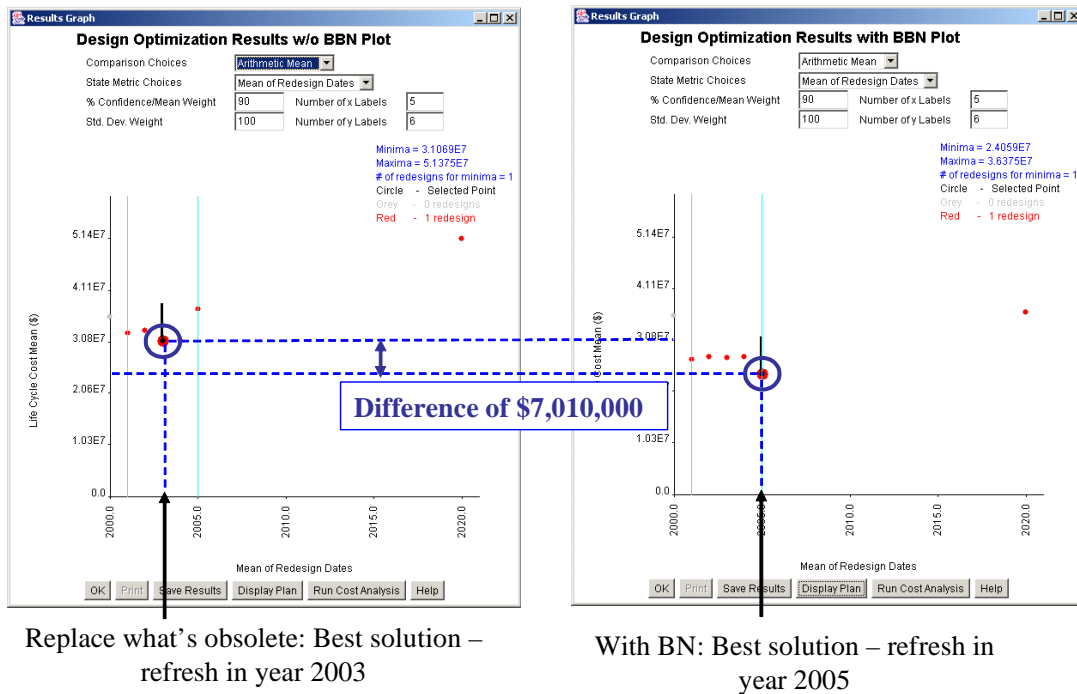 Results Graph
Design Optimization Results w/o BBN Plot
Comparison Choices Arithmetic Mean
State Metric Choices Mean of Redesign Dates
% Confidence/Mean Weight 90 Number of x Labels 5
Std. Dev. Weight 100 Number of y Labels 6
Minima = 3.1069E7
Maxima = 5.1375E7
# of redesigns for minima = 1
Circle - Selected Point
Grey - 0 redesigns
Red - 1 redesign
5.14E7
4.11E7
3.08E7
2.06E7
1.03E7
0.0
Life Cycle Cost Mean ($)
2000.0
2005.0
2010.0
2015.0
2020.0
Mean of Redesign Dates
OK Print Save Results Display Plan Run Cost Analysis Help
Replace what's obsolete: Best solution –
refresh in year 2003
Difference of $7,010,000
Results Graph
Design Optimization Results with BBN Plot
Comparison Choices Arithmetic Mean
State Metric Choices Mean of Redesign Dates
% Confidence/Mean Weight 90 Number of x Labels 5
Std. Dev. Weight 100 Number of y Labels 6
Minima = 2.4059E7
Maxima = 3.6375E7
# of redesigns for minima = 1
Circle - Selected Point
Grey - 0 redesigns
Red - 1 redesign
5.14E7
4.11E7
3.08E7
1.03E7
0.0
Cost Mean ($)
2000.0
2005.0
2010.0
2015.0
2020.0
Mean of Redesign Dates
OK Print Save Results Display Plan Run Cost Analysis Help
With BN: Best solution – refresh in
year 2005